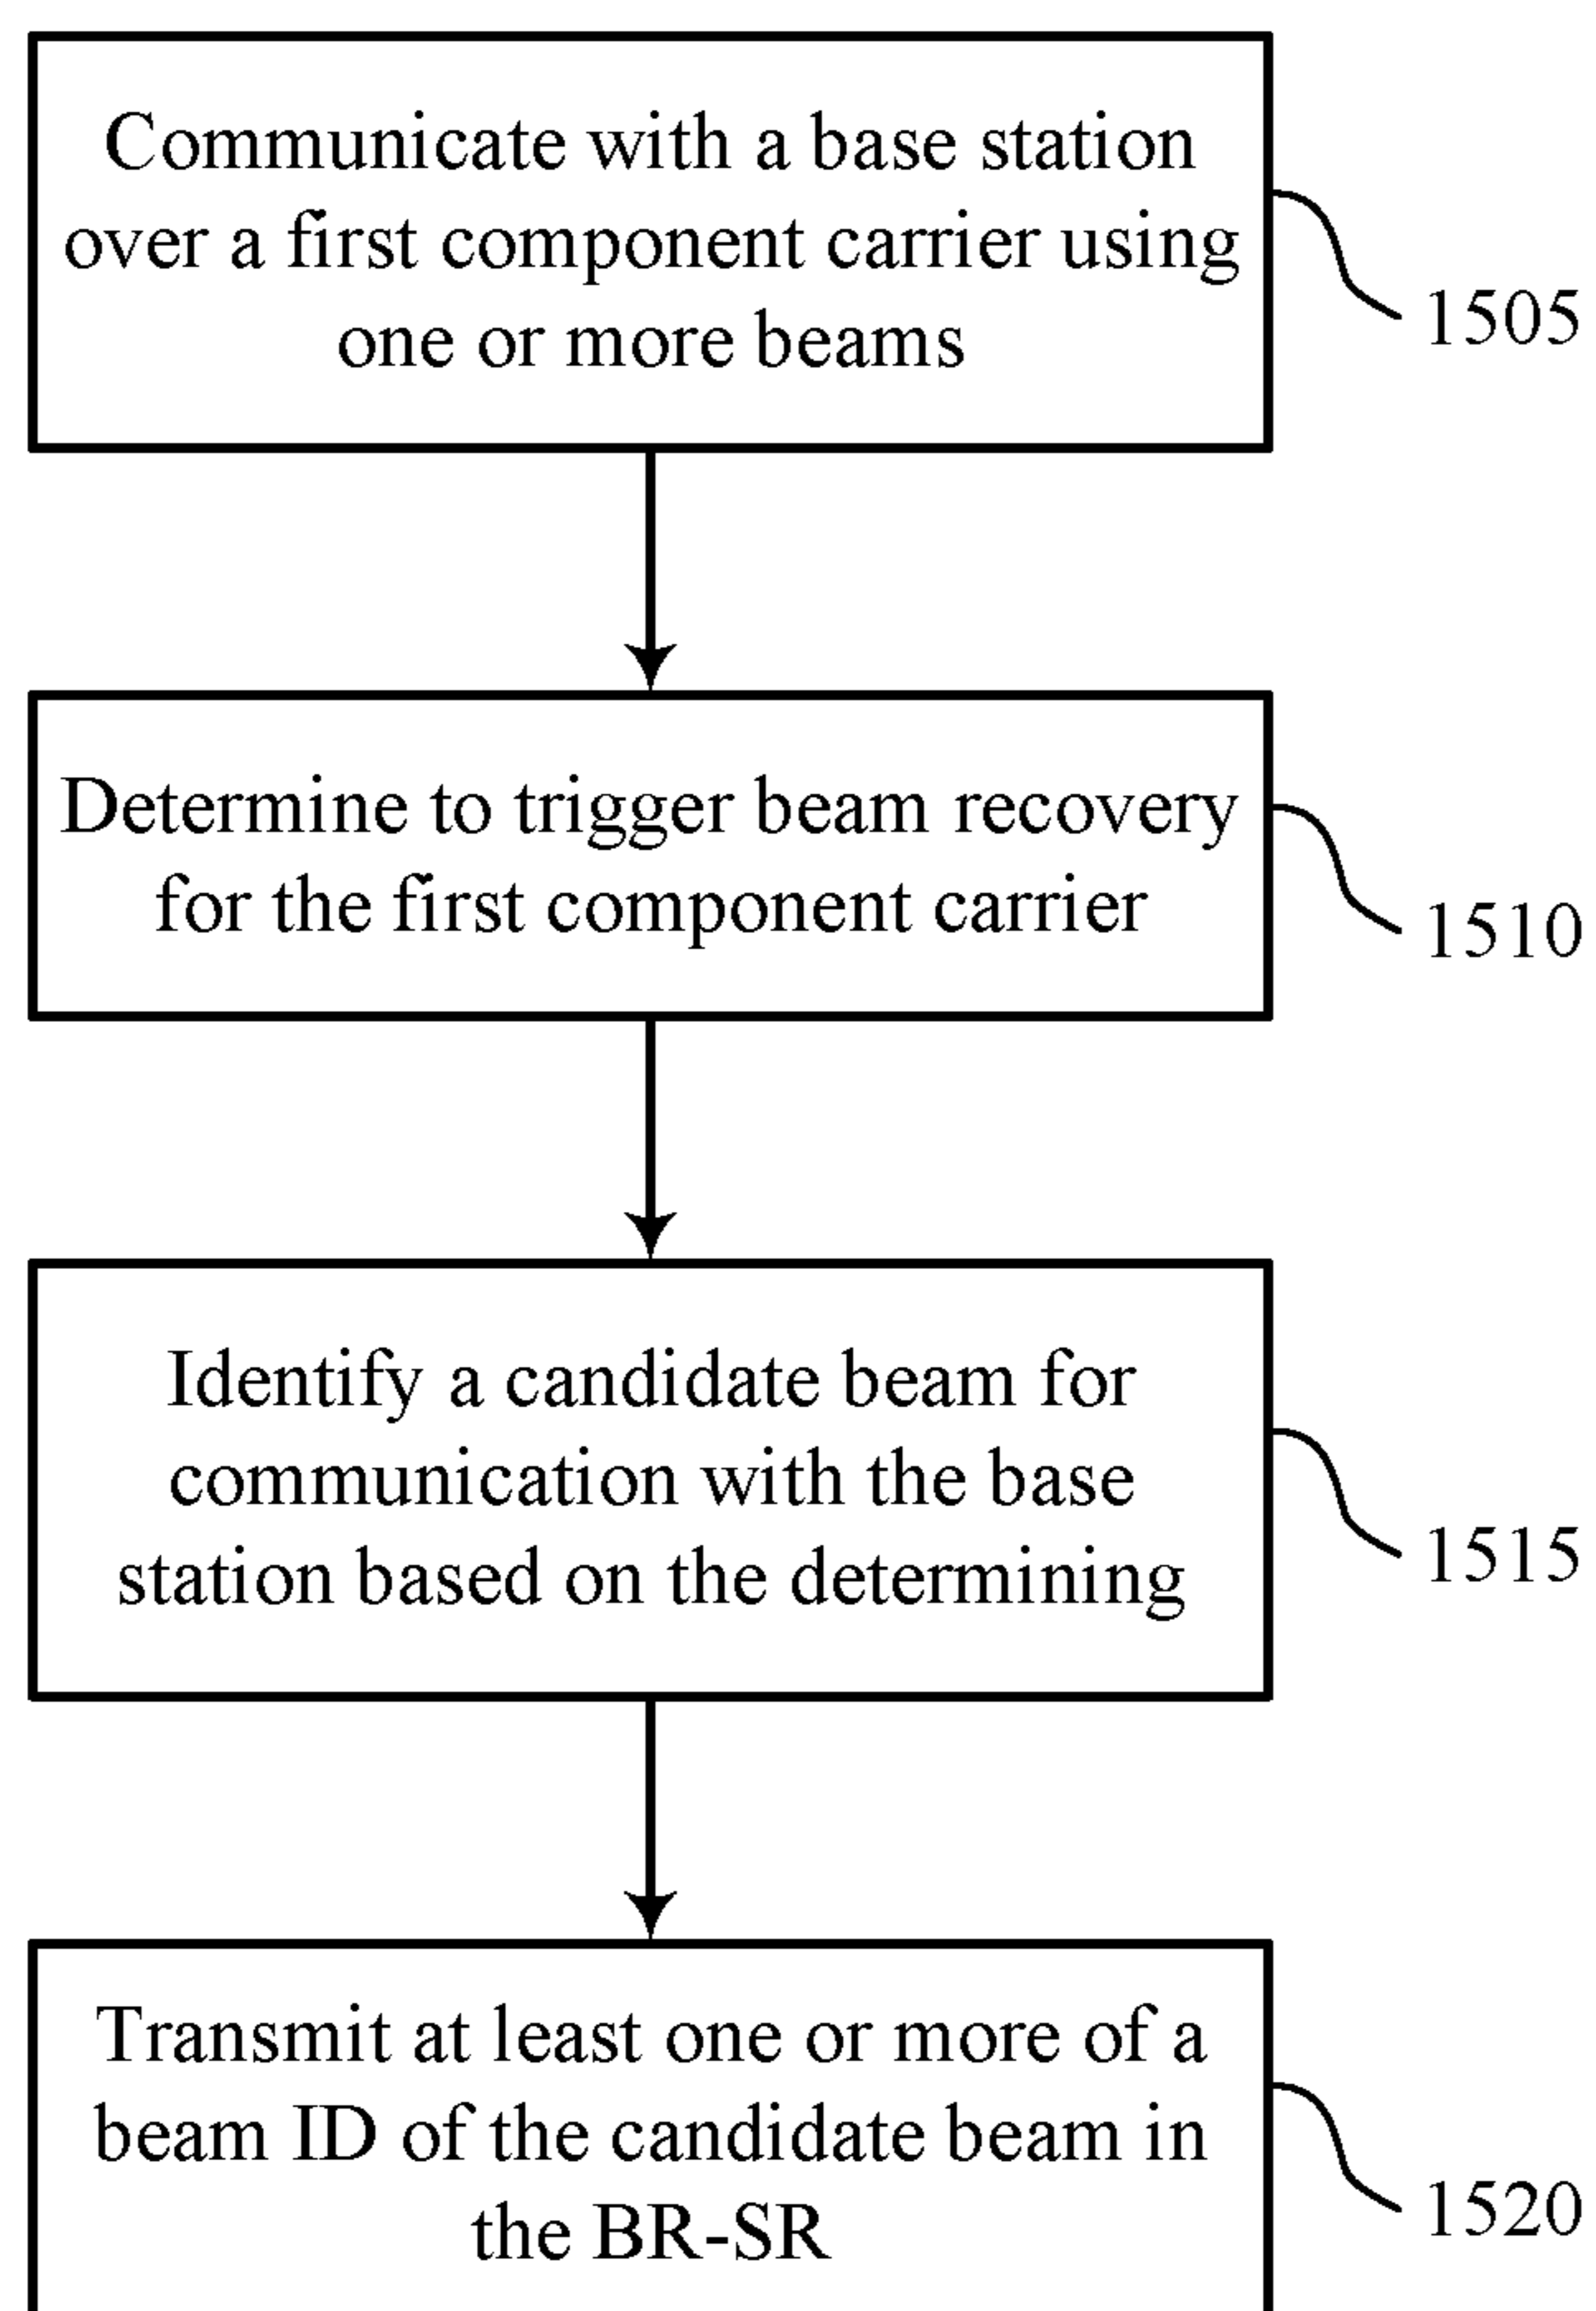 Communicate with a base station
over a first component carrier using
one or more beams
1505
Determine to trigger beam recovery
for the first component carrier
1510
Identify a candidate beam for
communication with the base
station based on the determining
1515
Transmit at least one or more of a
beam ID of the candidate beam in
the BR-SR
1520